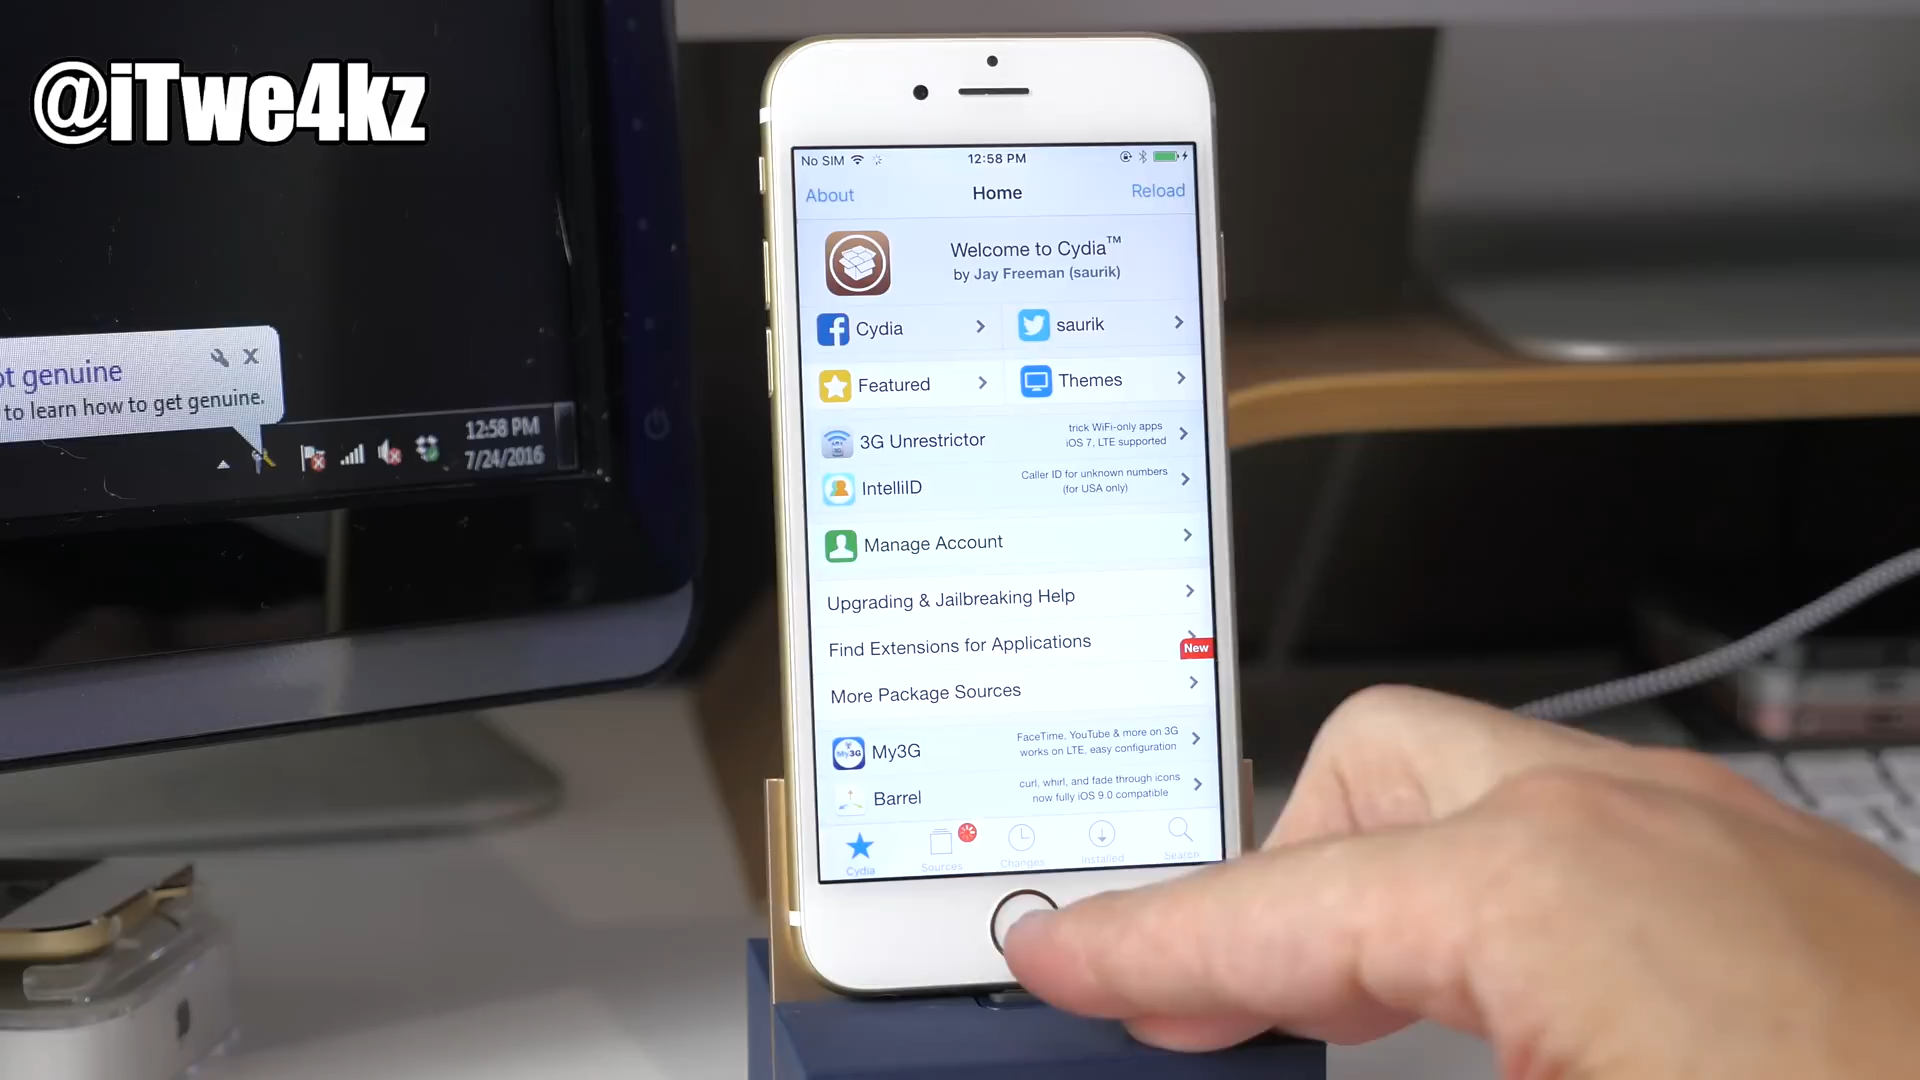 @iTwe4kz
ot genuine
to learn how to get genuine.
12:58 PM
7/24/2016
No SIM
12:58 PM
About
Home
Reload
Welcome to Cydia™
by Jay Freeman (saurik)
Cydia
saurik
Featured
Themes
3G Unrestrictor
trick WiFi-only apps
iOS 7, LTE supported
IntelliID
Caller ID for unknown numbers
(for USA only)
Manage Account
Upgrading & Jailbreaking Help
Find Extensions for Applications
New
More Package Sources
My3G
My3G
FaceTime, YouTube & more on 3G
works on LTE, easy configuration
Barrel
curl, whirl, and fade through icons
now fully iOS 9.0 compatible
Cydia
Sources
Changes
Installed
Search